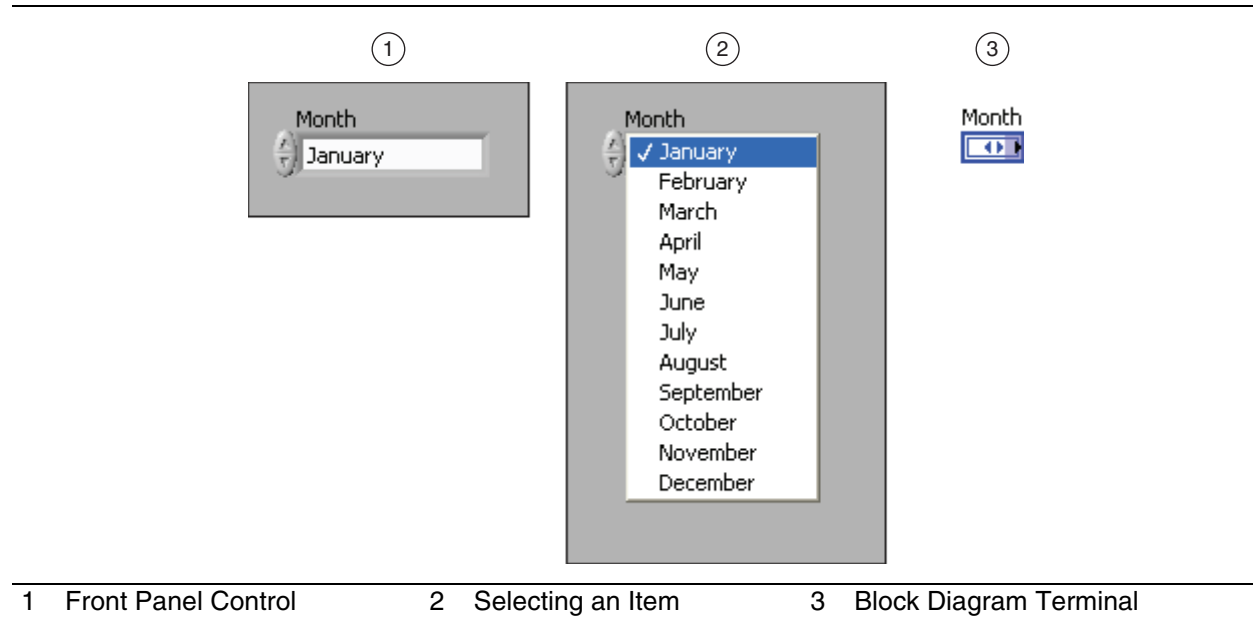 1 2 3
Month Month Month
January ✓ January
February
March
April
May
June
July
August
September
October
November
December
1 Front Panel Control 2 Selecting an Item 3 Block Diagram Terminal